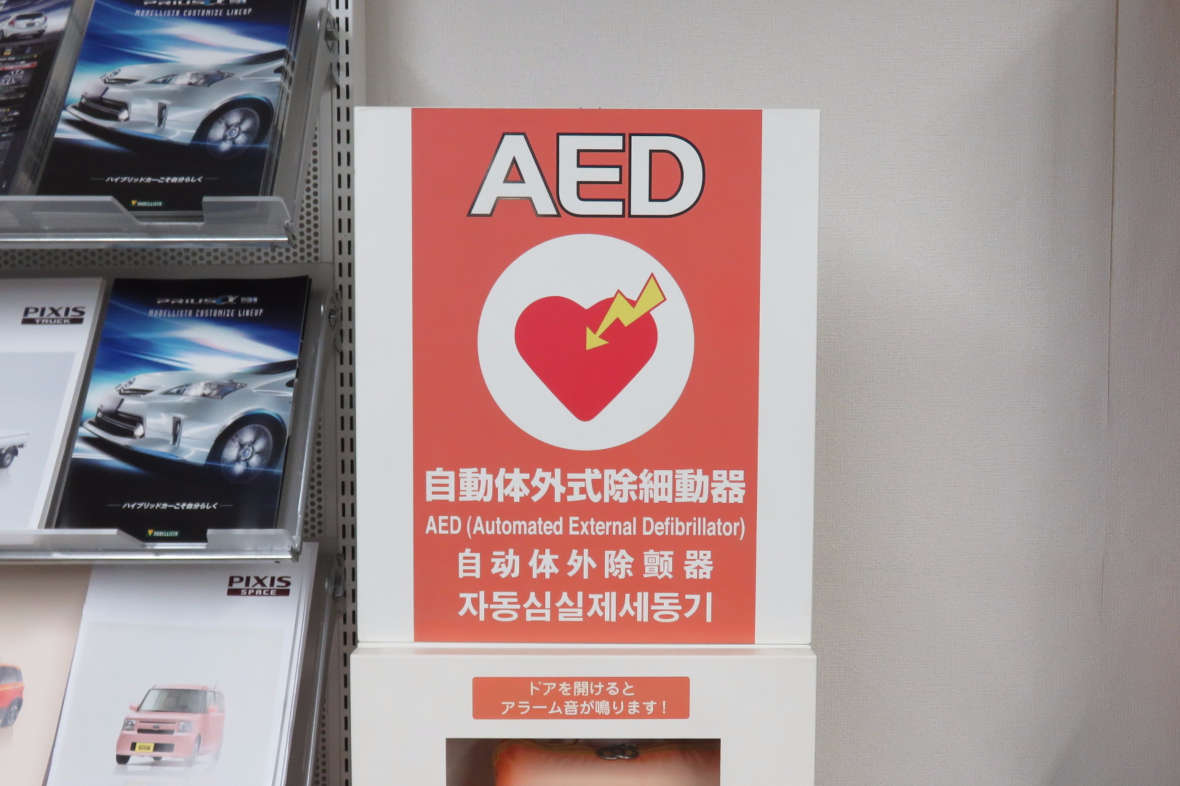 MODELLISTA CUSTOMIZE LINEUP
ハイブリッドカーこそ自分らしく
MODELLISTA
PIXIS
TRUCK
PRIUS α
MODELLISTA CUSTOMIZE LINEUP
ハイブリッドカーこそ自分らしく
MODELLISTA
PIXIS
SPACE
AED
自動体外式除細動器
AED (Automated External Defibrillator)
自动体外除颤器
자동심실제세동기
ドアを開けると
アラーム音が鳴ります!